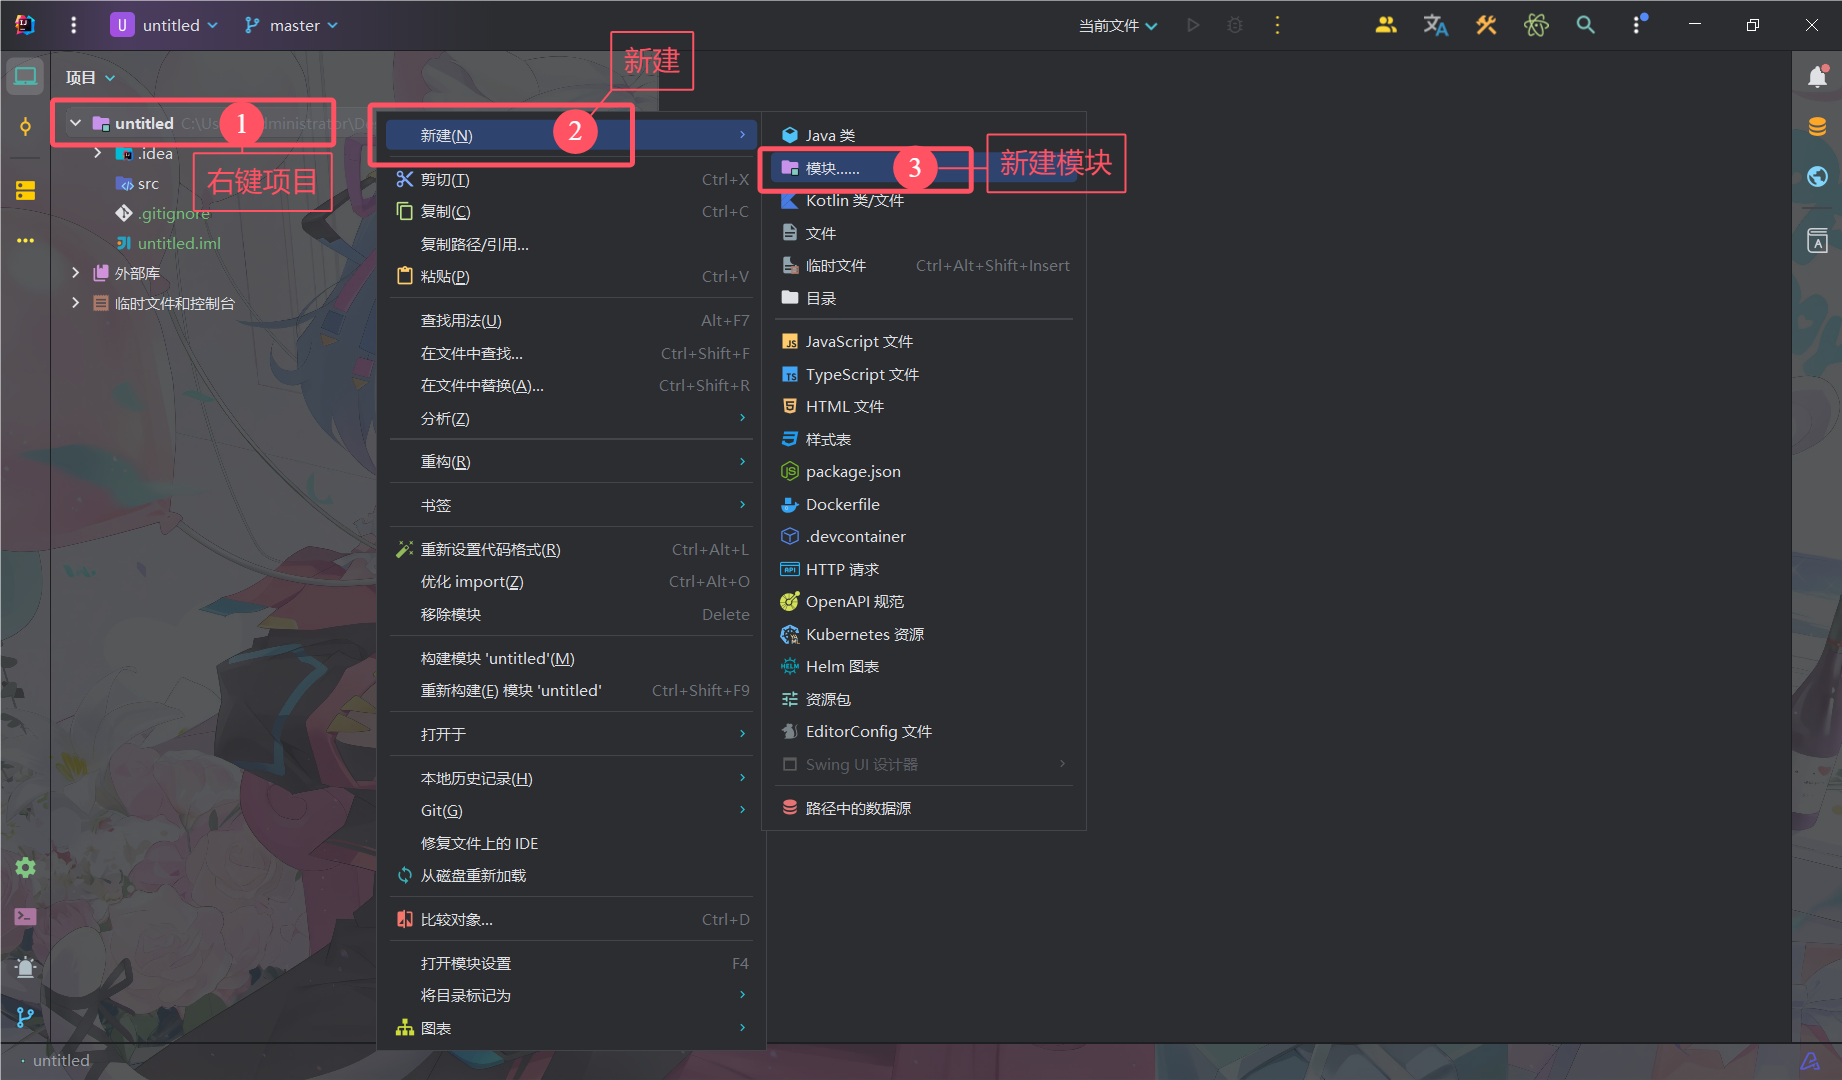 U untitled master 当前文件
项目
untitled C:\Us ministrator\De
.idea
src
.gitignore
untitled.iml
外部库
临时文件和控制台
1
右键项目
2
新建
3
新建模块
新建(N)
剪切(T) Ctrl+X
复制(C) Ctrl+C
复制路径/引用...
粘贴(P) Ctrl+V
查找用法(U) Alt+F7
在文件中查找... Ctrl+Shift+F
在文件中替换(A)... Ctrl+Shift+R
分析(Z)
重构(R)
书签
重新设置代码格式(R) Ctrl+Alt+L
优化 import(Z) Ctrl+Alt+O
移除模块 Delete
构建模块 'untitled'(M)
重新构建(E) 模块 'untitled' Ctrl+Shift+F9
打开于
本地历史记录(H)
Git(G)
修复文件上的 IDE
从磁盘重新加载
比较对象... Ctrl+D
打开模块设置 F4
将目录标记为
图表
Java 类
模块......
Kotlin 类/文件
文件
临时文件 Ctrl+Alt+Shift+Insert
目录
JavaScript 文件
TypeScript 文件
HTML 文件
样式表
package.json
Dockerfile
.devcontainer
HTTP 请求
OpenAPI 规范
Kubernetes 资源
Helm 图表
资源包
EditorConfig 文件
Swing UI 设计器
路径中的数据源
untitled